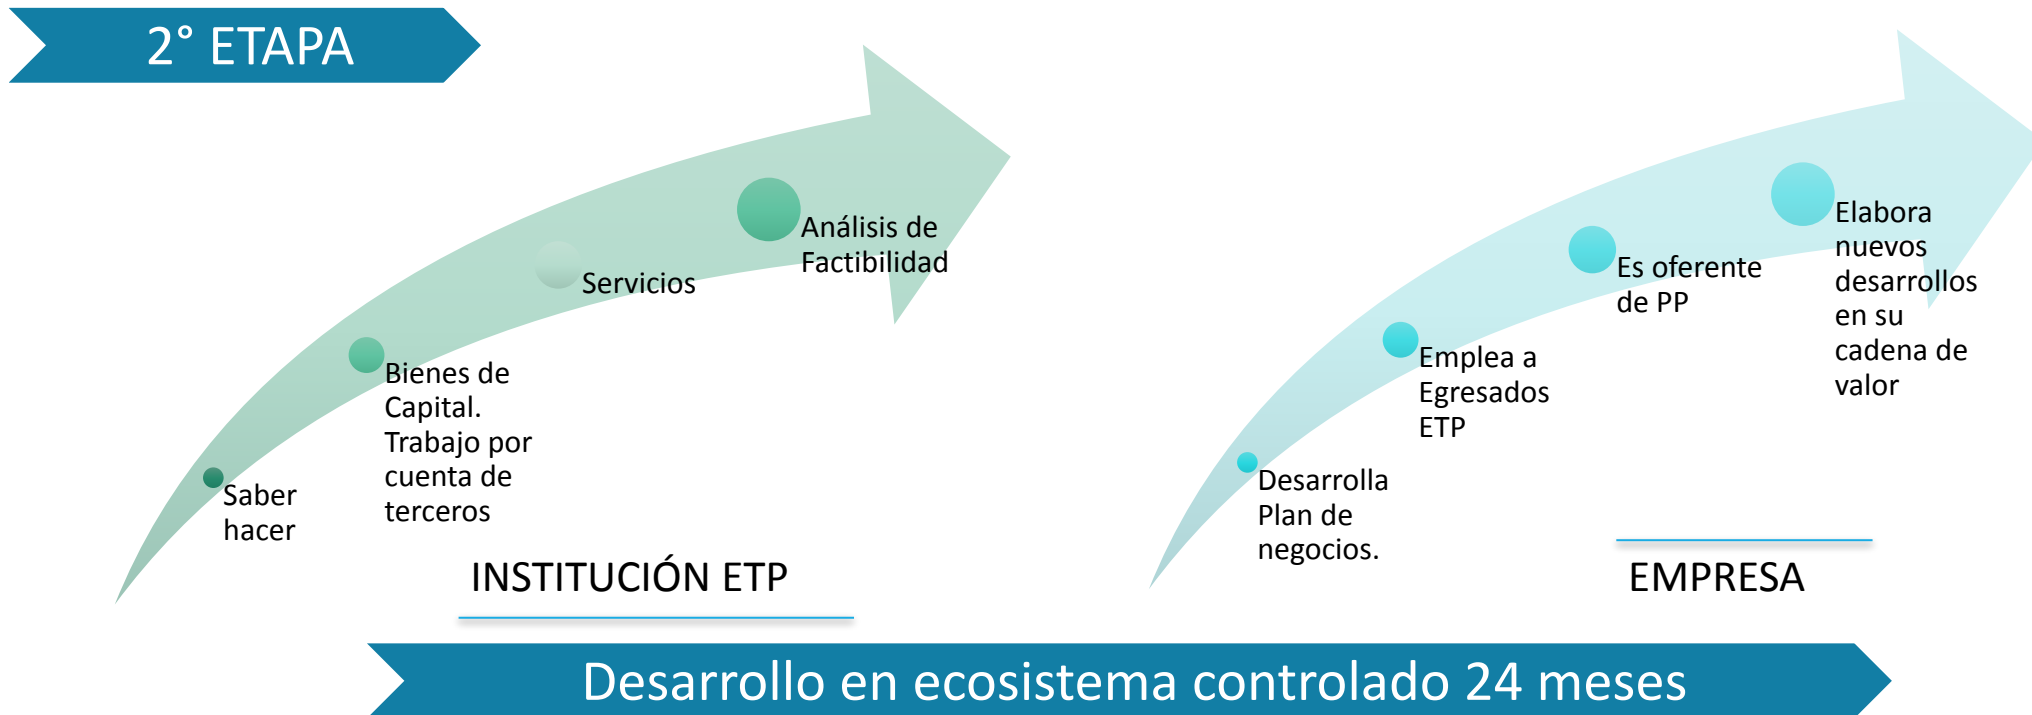 2° ETAPA
Saber
hacer
Bienes de
Capital.
Trabajo por
cuenta de
terceros
Servicios
Análisis de
Factibilidad
INSTITUCIÓN ETP
Desarrolla
Plan de
negocios.
Emplea a
Egresados
ETP
Es oferente
de PP
Elabora
nuevos
desarrollos
en su
cadena de
valor
EMPRESA
Desarrollo en ecosistema controlado 24 meses